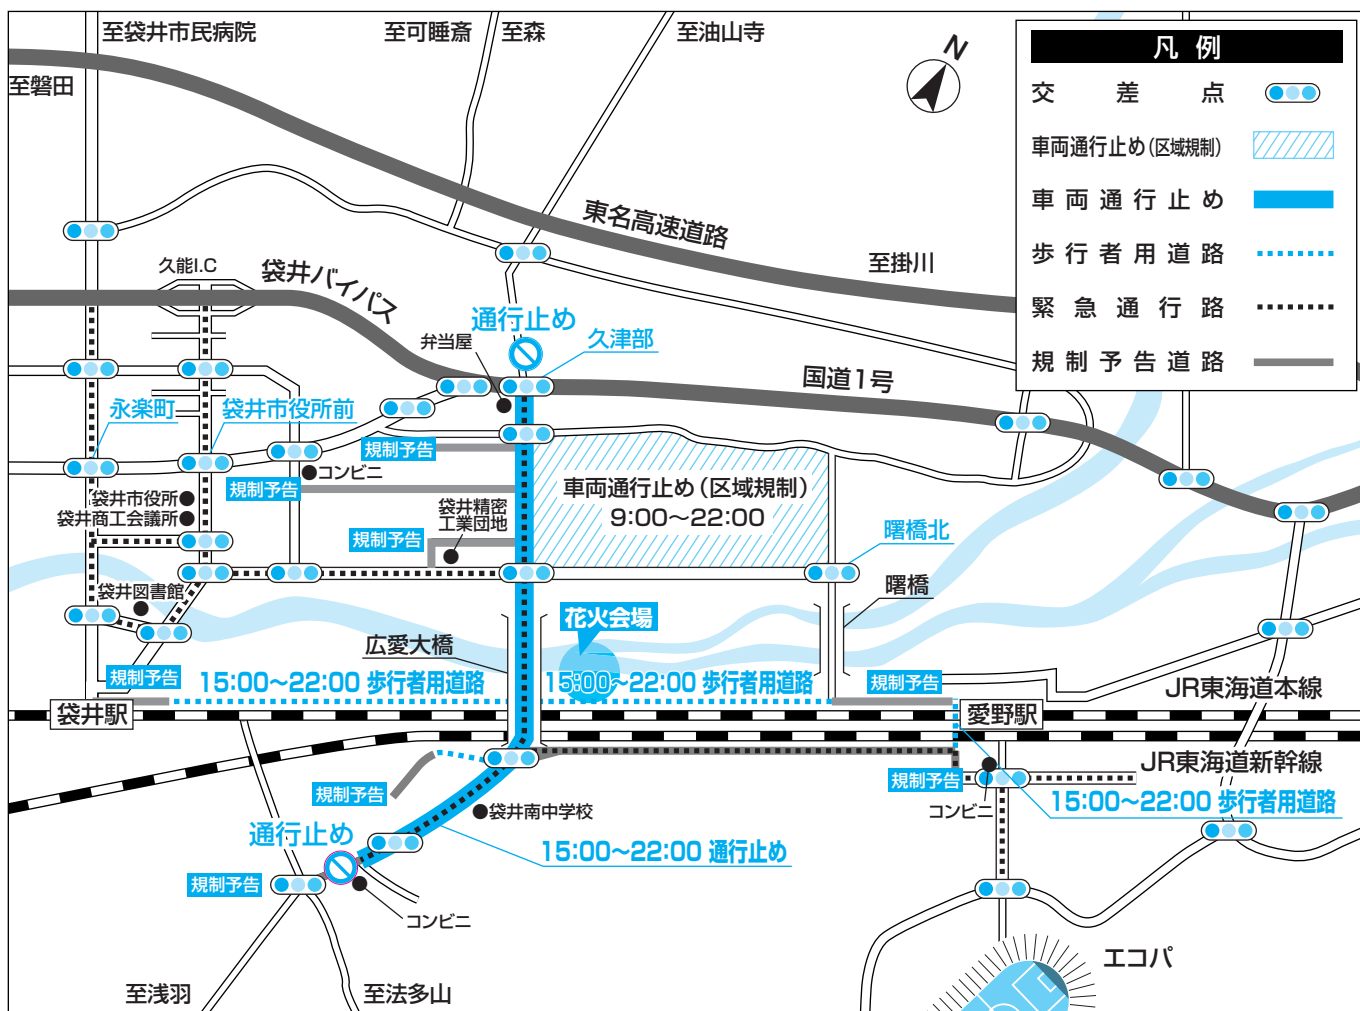 至袋井市民病院
至可睡斎
至森
至油山寺
至磐田
N
凡例
交差点
車両通行止め(区域規制)
車両通行止め
歩行者用道路
緊急通行路
規制予告道路
東名高速道路
至掛川
久能I.C
袋井バイパス
通行止め
弁当屋
久津部
国道1号
永楽町
袋井市役所前
規制予告
コンビニ
規制予告
車両通行止め(区域規制)
9:00〜22:00
袋井市役所
袋井商工会議所
袋井精密
工業団地
規制予告
曙橋北
袋井図書館
曙橋
花火会場
広愛大橋
規制予告
15:00〜22:00 歩行者用道路
15:00〜22:00 歩行者用道路
規制予告
JR東海道本線
袋井駅
愛野駅
JR東海道新幹線
規制予告
規制予告
コンビニ
15:00〜22:00 歩行者用道路
袋井南中学校
通行止め
15:00〜22:00 通行止め
規制予告
コンビニ
エコパ
至浅羽
至法多山